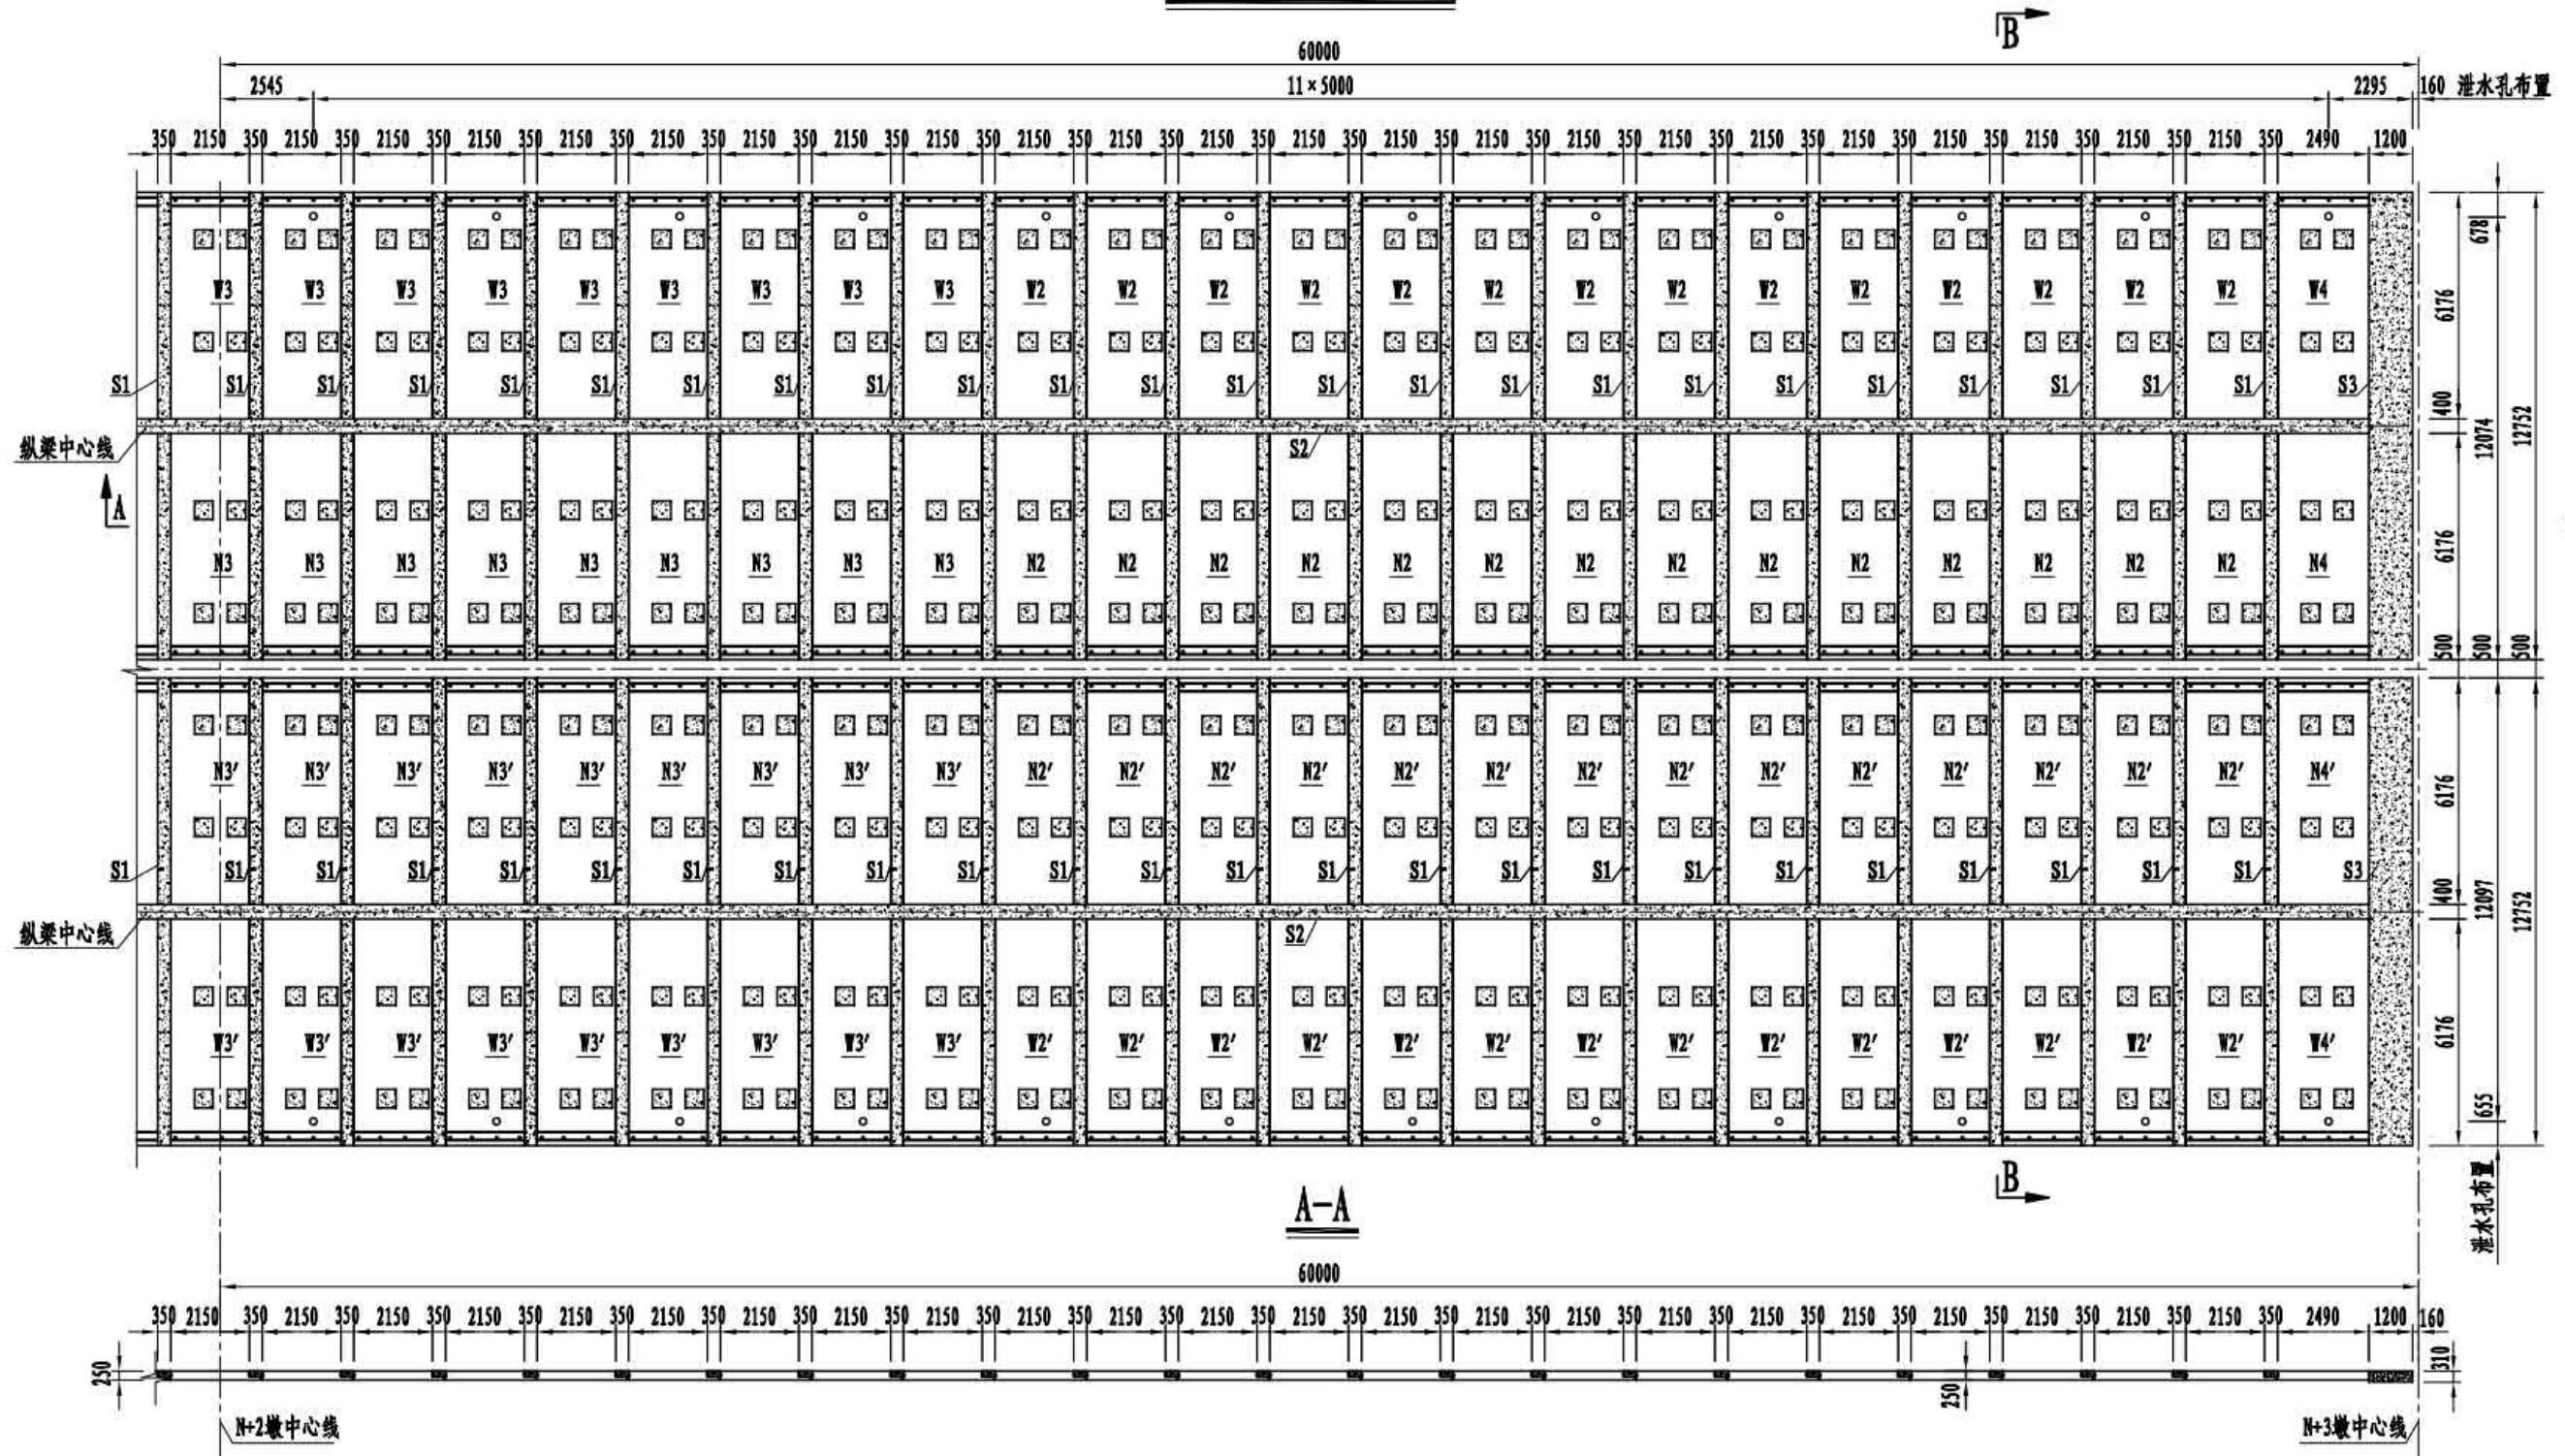 B
60000
2545 11×5000 2295 160 泄水孔布置
350 2150 350 2150 350 2150 350 2150 350 2150 350 2150 350 2150 350 2150 350 2150 350 2150 350 2150 350 2150 350 2150 350 2150 350 2150 350 2150 350 2150 350 2150 350 2150 350 2150 350 2150 350 2150 350 2150 350 2490 1200
678
W3 W3 W3 W3 W3 W3 W3 W3 W3 W2 W2 W2 W2 W2 W2 W2 W2 W2 W2 W2 W2 W2 W2 W4
6176
S1 S1 S1 S1 S1 S1 S1 S1 S1 S1 S1 S1 S1 S1 S1 S1 S1 S1 S1 S1 S1 S1 S1 S1 S3
400 12074 12752
纵梁中心线 S2
A
N3 N3 N3 N3 N3 N3 N3 N3 N3 N2 N2 N2 N2 N2 N2 N2 N2 N2 N2 N2 N2 N2 N2 N4
6176
500 500 500
N3′ N3′ N3′ N3′ N3′ N3′ N3′ N3′ N3′ N2′ N2′ N2′ N2′ N2′ N2′ N2′ N2′ N2′ N2′ N2′ N2′ N2′ N2′ N4′
6176
S1 S1 S1 S1 S1 S1 S1 S1 S1 S1 S1 S1 S1 S1 S1 S1 S1 S1 S1 S1 S1 S1 S1 S1 S3
400 12097 12752
纵梁中心线 S2
W3′ W3′ W3′ W3′ W3′ W3′ W3′ W3′ W3′ W2′ W2′ W2′ W2′ W2′ W2′ W2′ W2′ W2′ W2′ W2′ W2′ W2′ W2′ W4′
6176
655
B
泄水孔布置
A-A
60000
350 2150 350 2150 350 2150 350 2150 350 2150 350 2150 350 2150 350 2150 350 2150 350 2150 350 2150 350 2150 350 2150 350 2150 350 2150 350 2150 350 2150 350 2150 350 2150 350 2150 350 2150 350 2150 350 2150 350 2490 1200 160
250 250 310
N+2墩中心线 N+3墩中心线